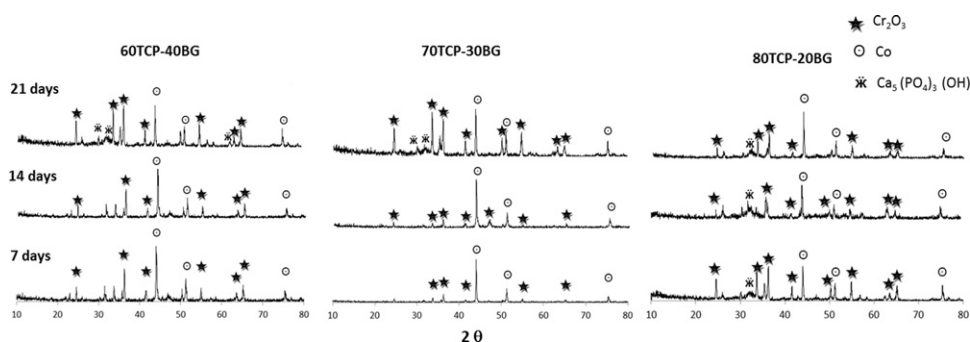 60TCP-40BG
70TCP-30BG
80TCP-20BG
Cr₂O₃
Co
Ca₅(PO₄)₃(OH)
21 days
14 days
7 days
10 20 30 40 50 60 70 80
10 20 30 40 50 60 70 80
10 20 30 40 50 60 70 80
2 θ